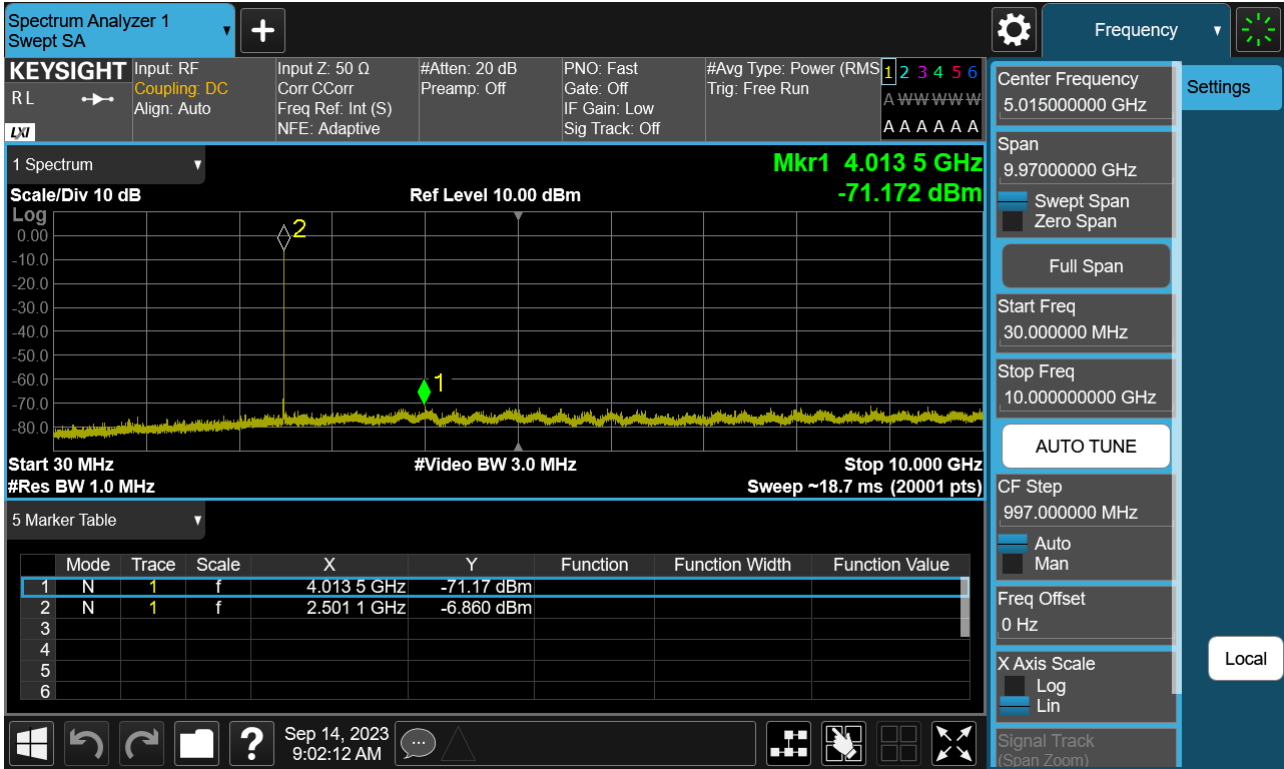 Spectrum Analyzer 1
Swept SA
Frequency
KEYSIGHT
R L
LXI
Input: RF
Coupling: DC
Align: Auto
Input Z: 50 Ω
Corr CCorr
Freq Ref: Int (S)
NFE: Adaptive
#Atten: 20 dB
Preamp: Off
PNO: Fast
Gate: Off
IF Gain: Low
Sig Track: Off
#Avg Type: Power (RMS
Trig: Free Run
1 2 3 4 5 6
A W W W W W
A A A A A A
1 Spectrum
Mkr1 4.013 5 GHz
-71.172 dBm
Scale/Div 10 dB
Ref Level 10.00 dBm
Log
0.00
-10.0
-20.0
-30.0
-40.0
-50.0
-60.0
-70.0
-80.0
2
1
Start 30 MHz
#Video BW 3.0 MHz
Stop 10.000 GHz
#Res BW 1.0 MHz
Sweep ~18.7 ms (20001 pts)
5 Marker Table
Mode Trace Scale X Y Function Function Width Function Value
1 N 1 f 4.013 5 GHz -71.17 dBm
2 N 1 f 2.501 1 GHz -6.860 dBm
3
4
5
6
Sep 14, 2023
9:02:12 AM
?
Center Frequency
5.015000000 GHz
Settings
Span
9.97000000 GHz
Swept Span
Zero Span
Full Span
Start Freq
30.000000 MHz
Stop Freq
10.000000000 GHz
AUTO TUNE
CF Step
997.000000 MHz
Auto
Man
Freq Offset
0 Hz
X Axis Scale
Log
Lin
Local
Signal Track
(Span Zoom)